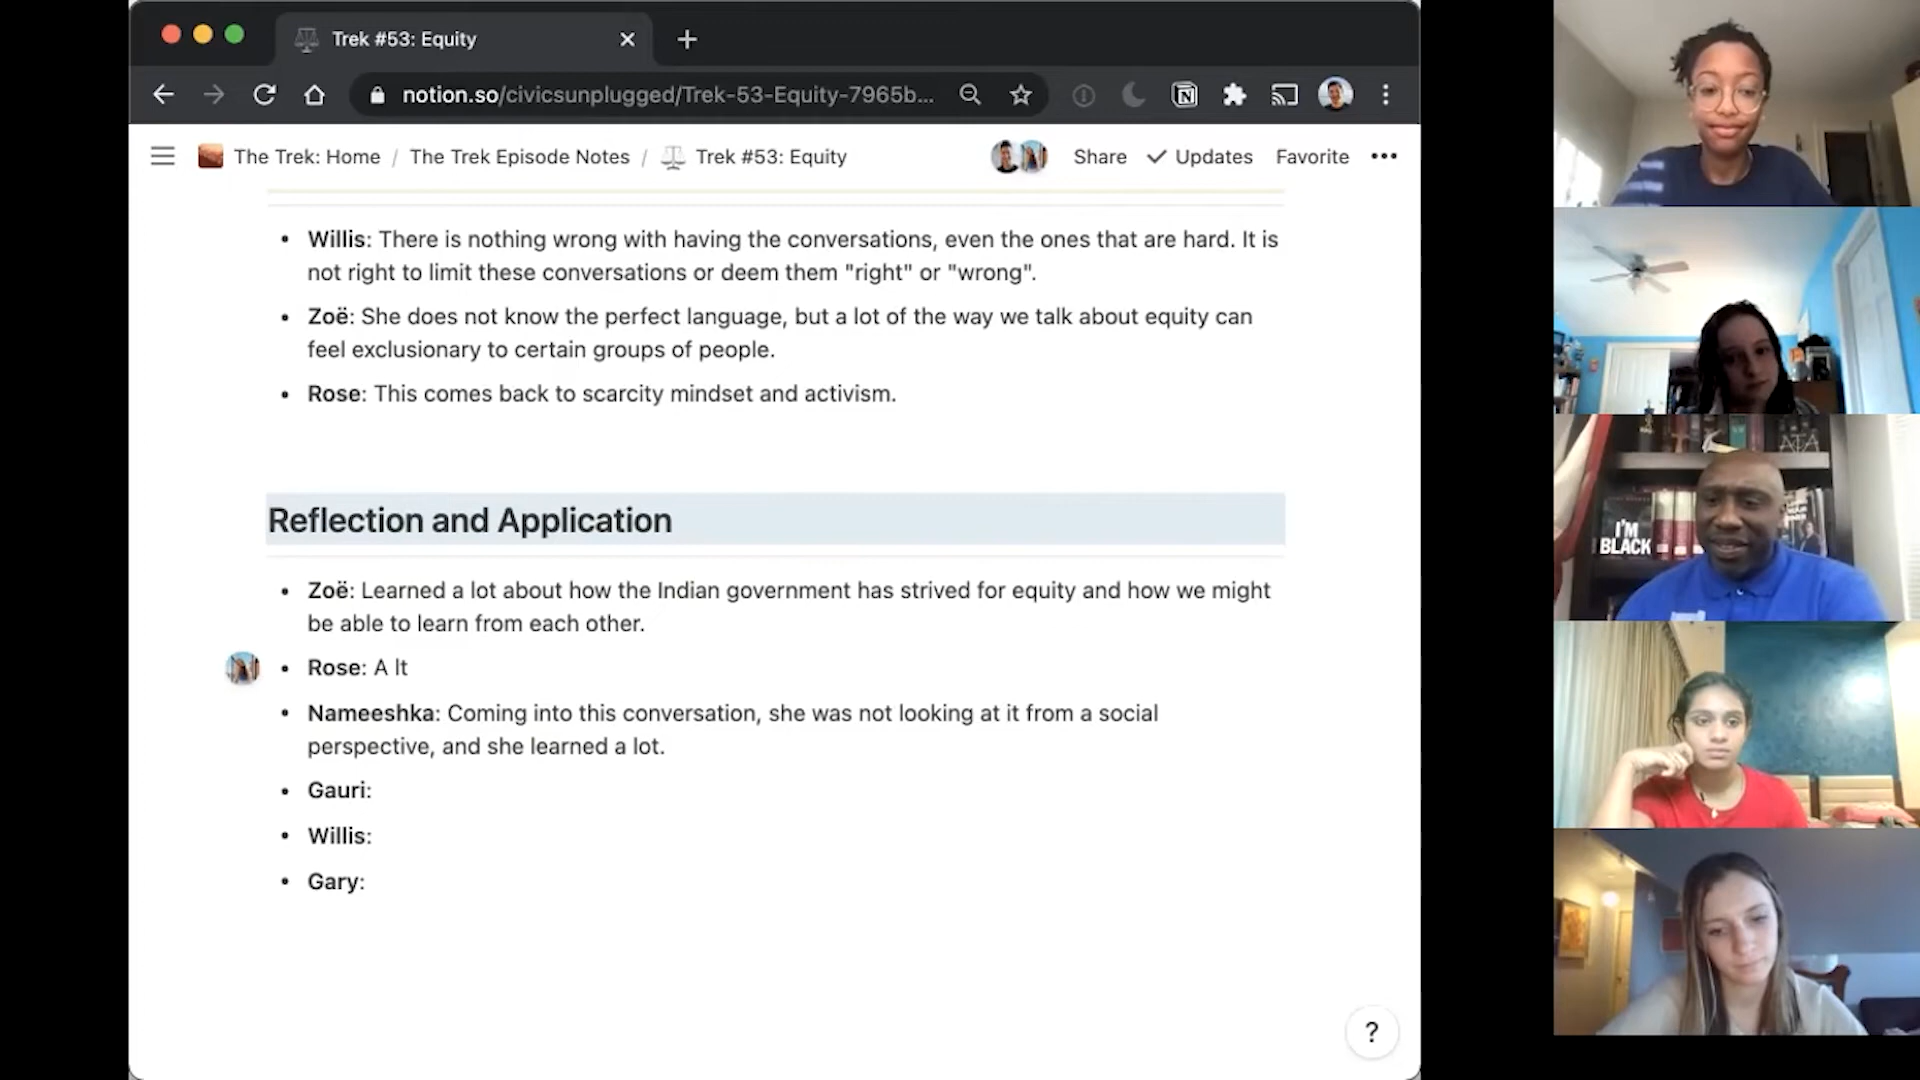 Trek #53: Equity
notion.so/civicsunplugged/Trek-53-Equity-7965b...
The Trek: Home / The Trek Episode Notes / Trek #53: Equity
Share Updates Favorite
Willis: There is nothing wrong with having the conversations, even the ones that are hard. It is
not right to limit these conversations or deem them "right" or "wrong".
Zoë: She does not know the perfect language, but a lot of the way we talk about equity can
feel exclusionary to certain groups of people.
Rose: This comes back to scarcity mindset and activism.
Reflection and Application
Zoë: Learned a lot about how the Indian government has strived for equity and how we might
be able to learn from each other.
Rose: A lt
Nameeshka: Coming into this conversation, she was not looking at it from a social
perspective, and she learned a lot.
Gauri:
Willis:
Gary:
?
ATA
I'M
BLACK